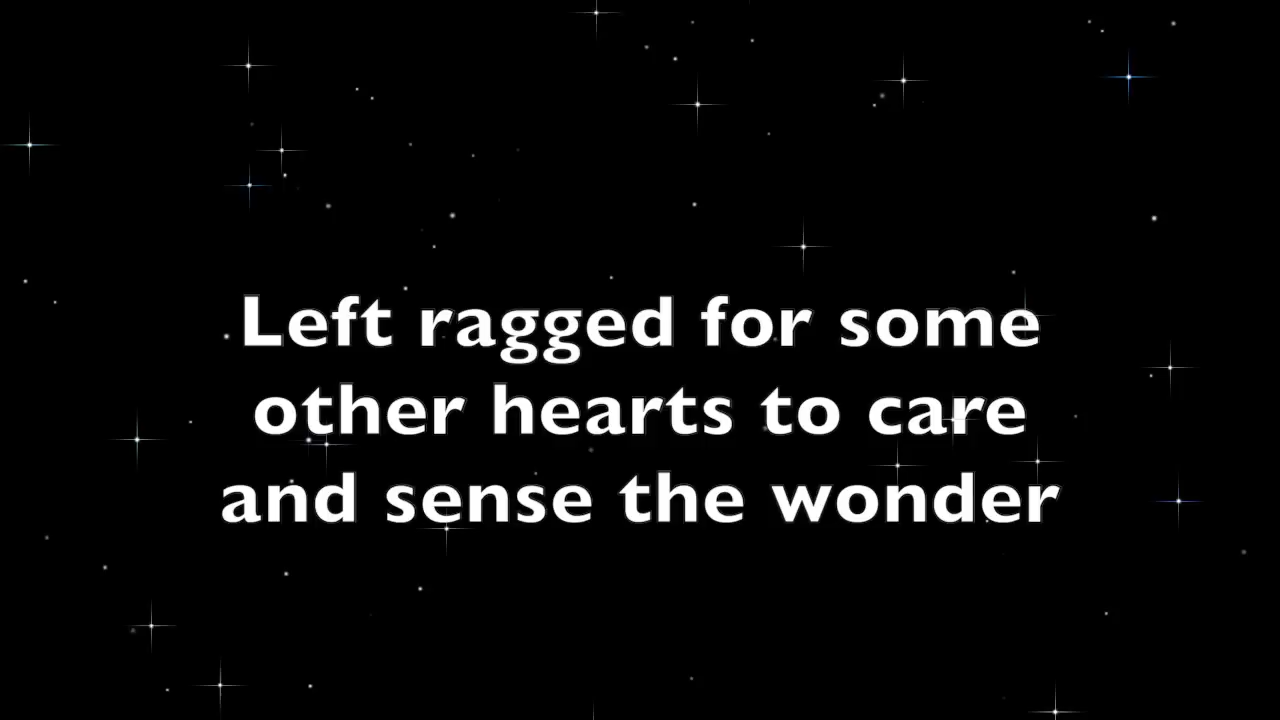 Left ragged for some
other hearts to care
and sense the wonder